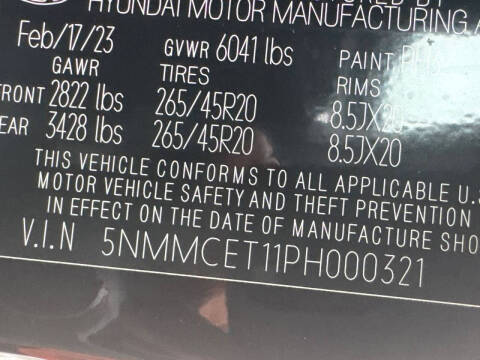 HYUNDAI MOTOR MANUFACTURING
Feb/17/23 GVWR 6041 lbs PAINT
GAWR TIRES RIMS
FRONT 2822 lbs 265/45R20 8.5JX20
EAR 3428 lbs 265/45R20 8.5JX20
THIS VEHICLE CONFORMS TO ALL APPLICABLE U.S
MOTOR VEHICLE SAFETY AND THEFT PREVENTION
IN EFFECT ON THE DATE OF MANUFACTURE SHO
V.I.N 5NMMCET11PH000321